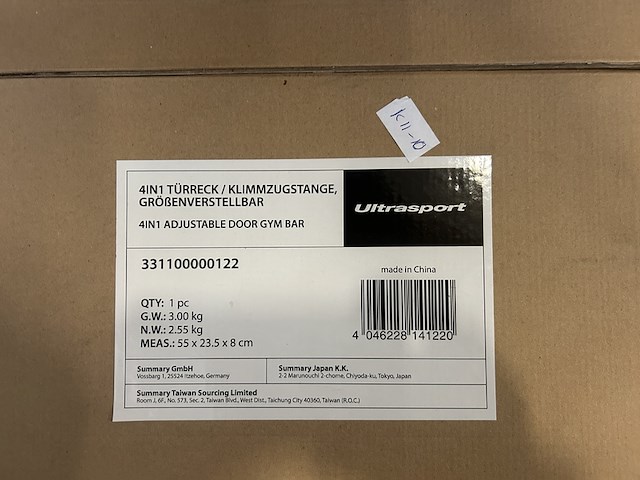 K11-10
4IN1 TÜRRECK / KLIMMZUGSTANGE,
GRÖßENVERSTELLBAR
4IN1 ADJUSTABLE DOOR GYM BAR
Ultrasport
331100000122
made in China
QTY: 1 pc
G.W.: 3.00 kg
N.W.: 2.55 kg
MEAS.: 55 x 23.5 x 8 cm
4 046228 141220
Summary GmbH
Vossbarg 1, 25524 Itzehoe, Germany
Summary Japan K.K.
2-2 Marunouchi 2-chome, Chiyoda-ku, Tokyo, Japan
Summary Taiwan Sourcing Limited
Room J, 6F., No. 573, Sec. 2, Taiwan Blvd., West Dist., Taichung City 40360, Taiwan (R.O.C.)